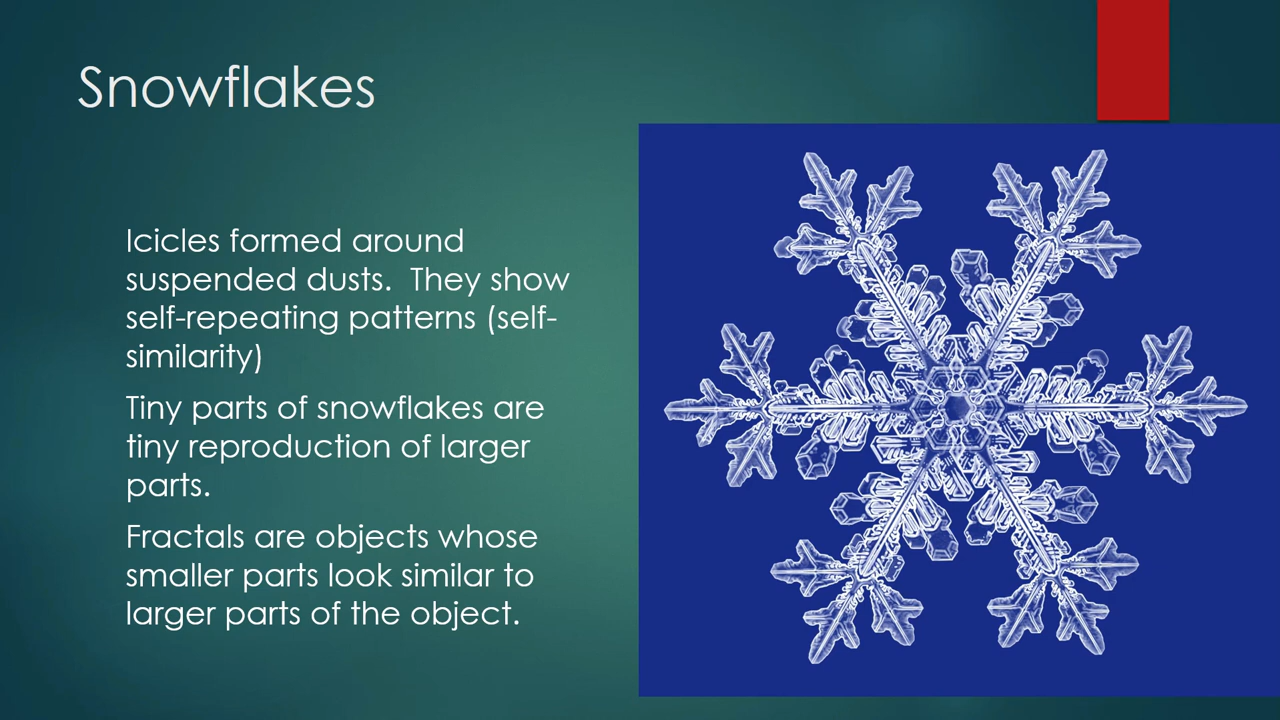 Snowflakes
Icicles formed around
suspended dusts.  They show
self-repeating patterns (self-
similarity)
Tiny parts of snowflakes are
tiny reproduction of larger
parts.
Fractals are objects whose
smaller parts look similar to
larger parts of the object.